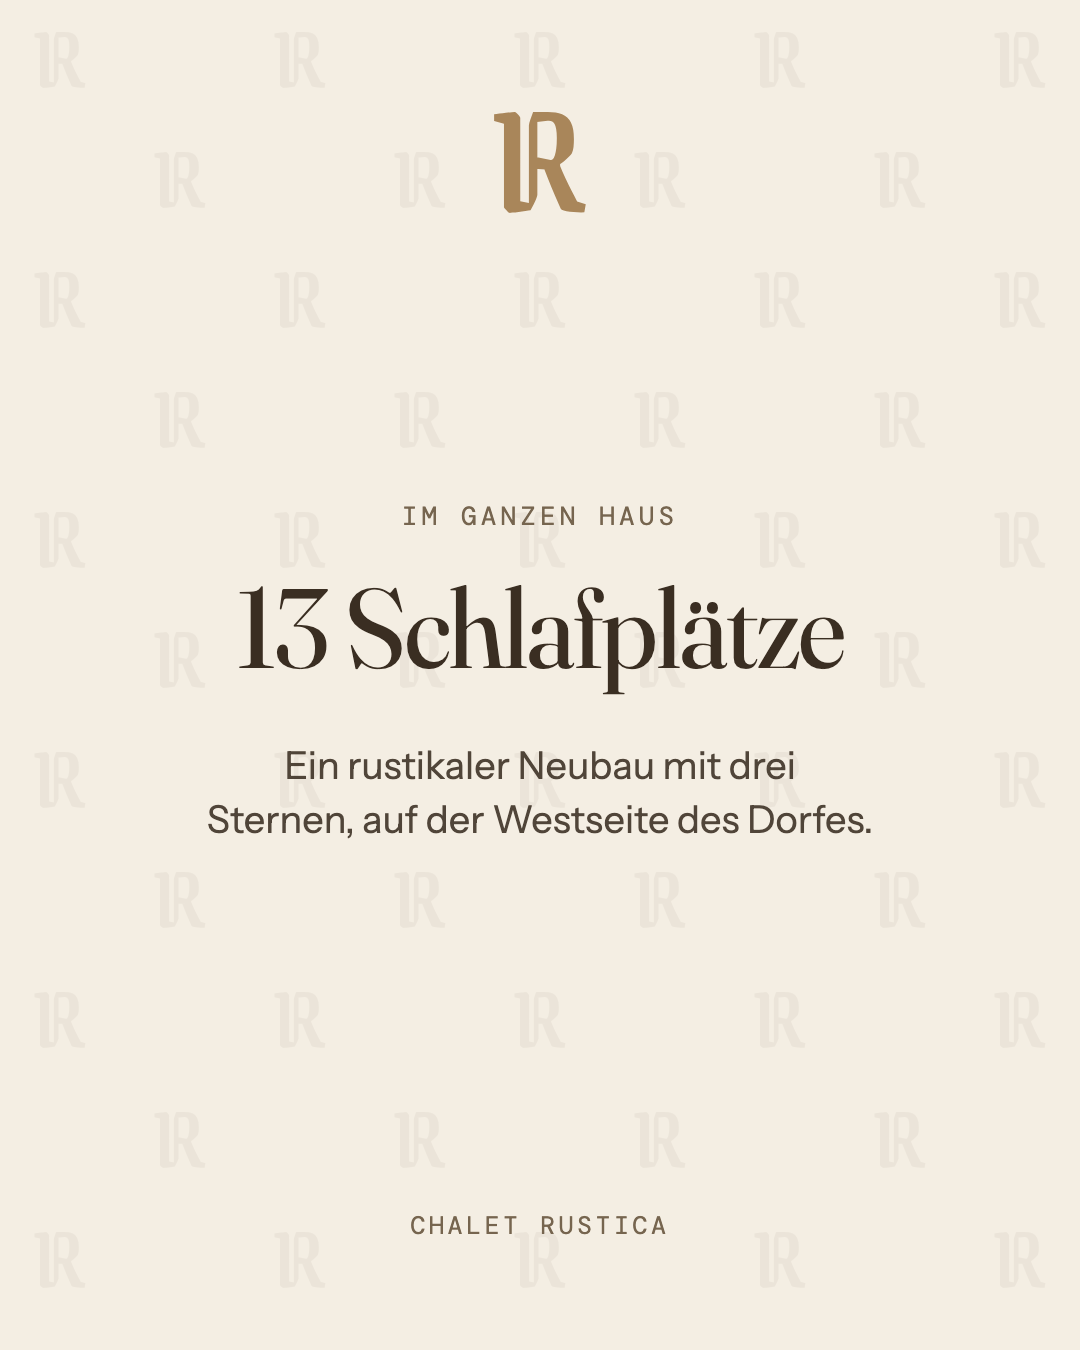 R
IM GANZEN HAUS
13 Schlafplätze
Ein rustikaler Neubau mit drei
Sternen, auf der Westseite des Dorfes.
CHALET RUSTICA